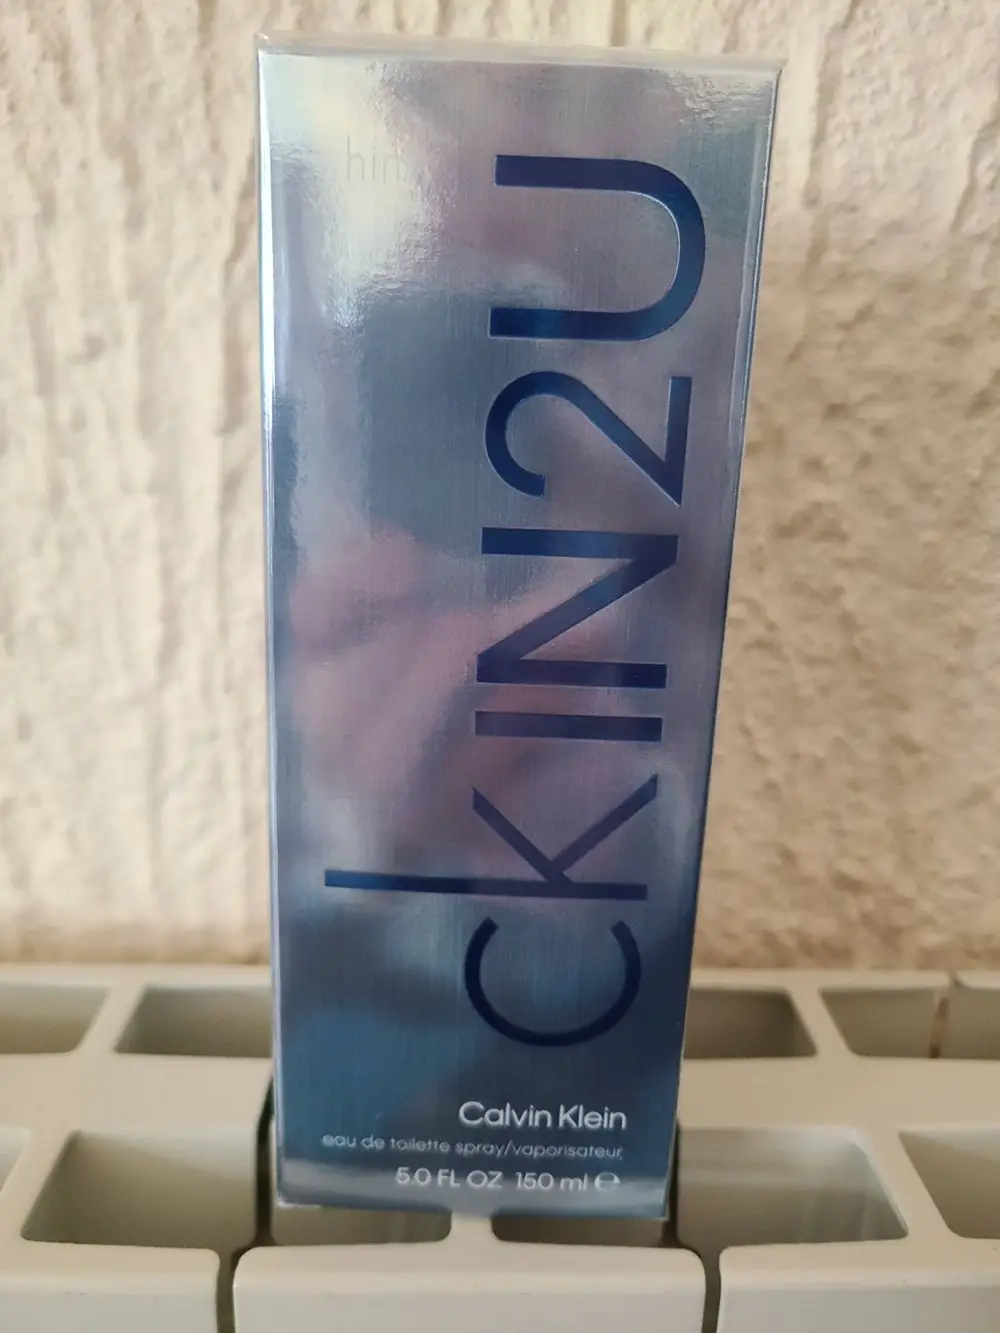 him
ckIN2U
Calvin Klein
eau de toilette spray/vaporisateur
5.0 FL OZ 150 ml ℮